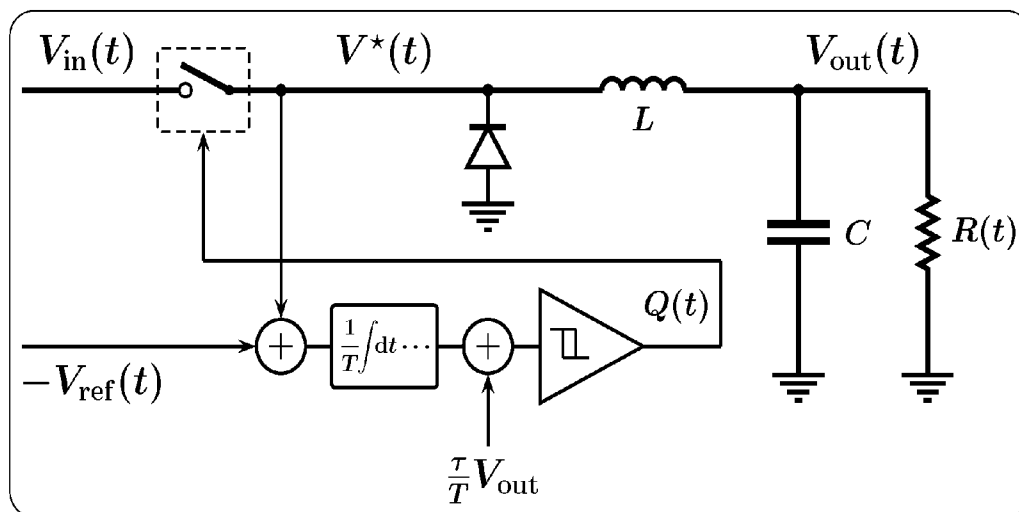 V_in(t)
V^⋆(t)
V_out(t)
L
C
R(t)
Q(t)
+
1/T ∫dt ⋯
+
−V_ref(t)
τ/T V_out